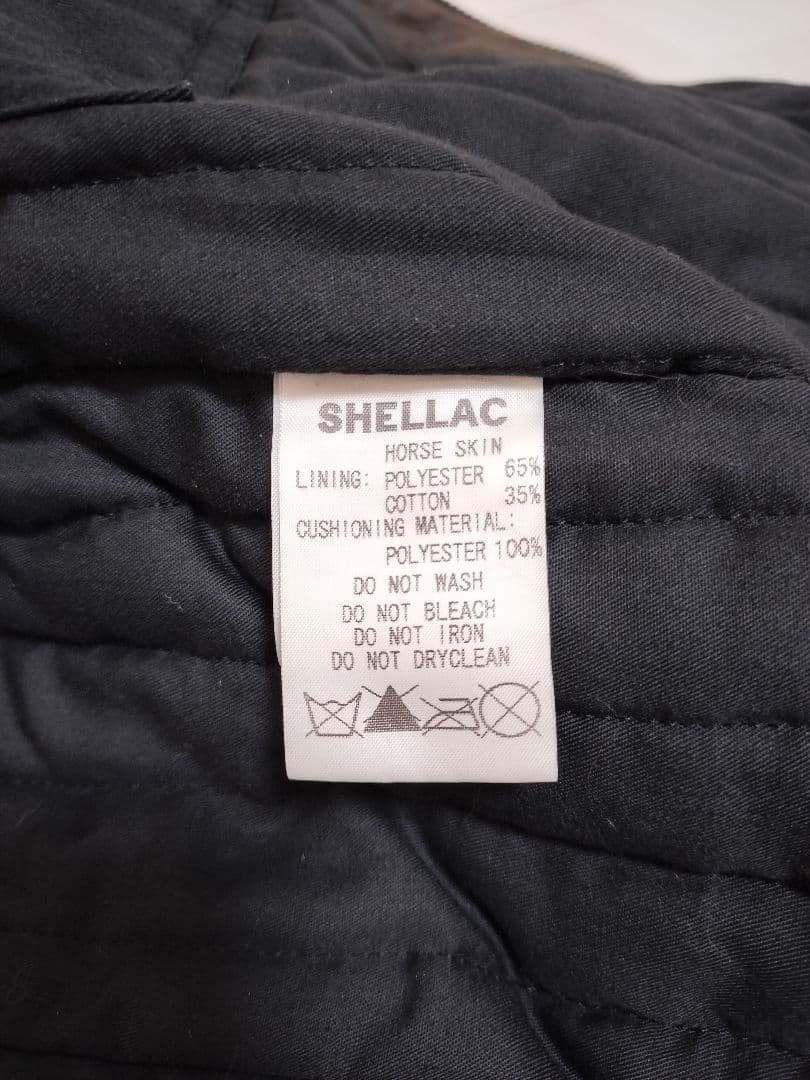 SHELLAC
HORSE SKIN
LINING: POLYESTER 65%
COTTON 35%
CUSHIONING MATERIAL:
POLYESTER 100%
DO NOT WASH
DO NOT BLEACH
DO NOT IRON
DO NOT DRYCLEAN